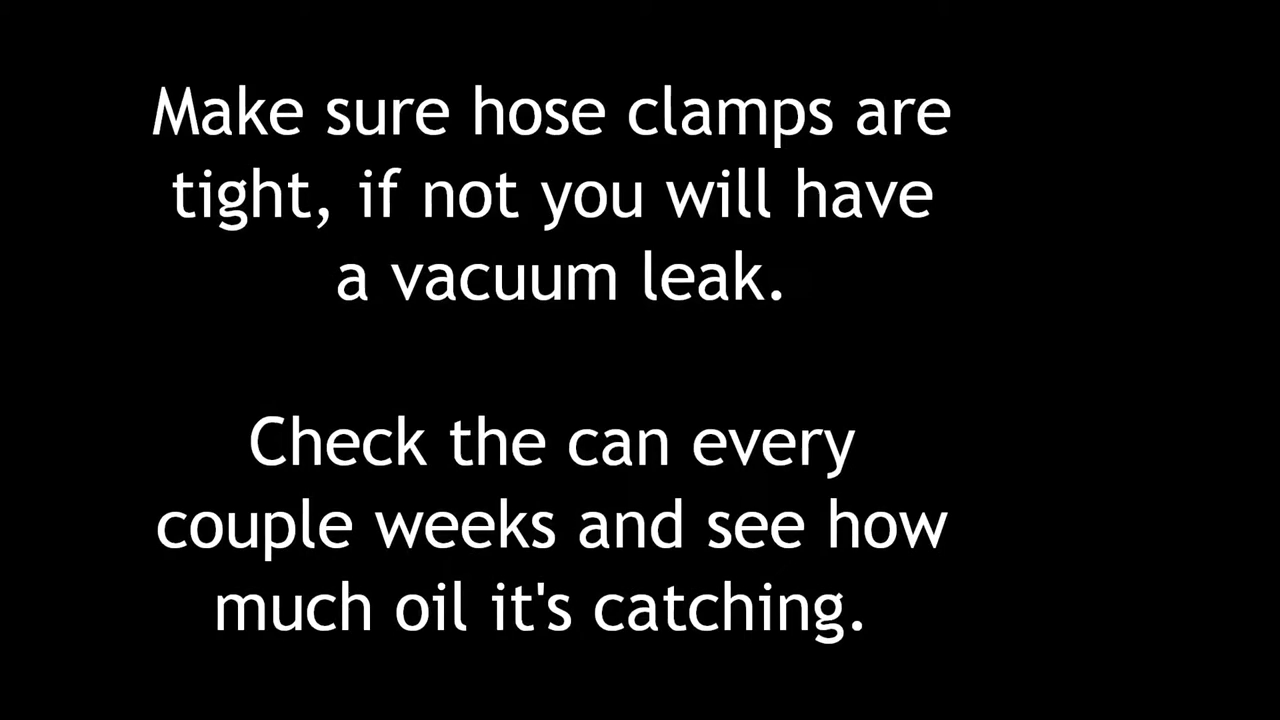 Make sure hose clamps are
tight, if not you will have
a vacuum leak.
Check the can every
couple weeks and see how
much oil it's catching.